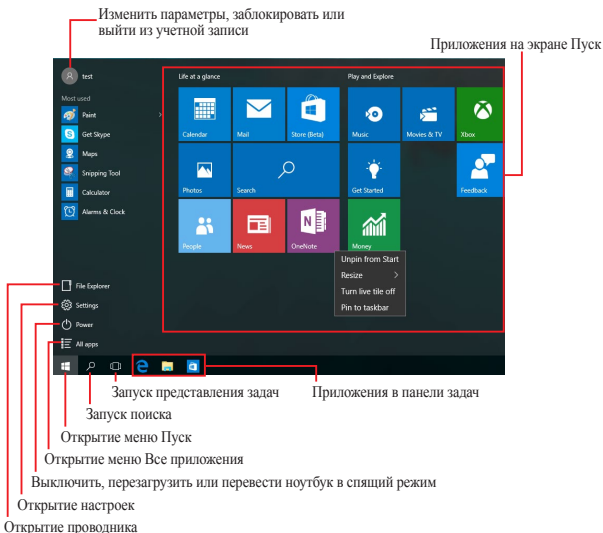 Изменить параметры, заблокировать или
выйти из учетной записи
Приложения на экране Пуск
test
Life at a glance
Play and Explore
Most used
Paint
Get Skype
Maps
Snipping Tool
Calculator
Alarms & Clock
Calendar
Mail
Store (Beta)
Music
Movies & TV
Xbox
Photos
Search
Get Started
Feedback
People
News
OneNote
Money
Unpin from Start
Resize
Turn live tile off
Pin to taskbar
File Explorer
Settings
Power
All apps
Запуск представления задач
Приложения в панели задач
Запуск поиска
Открытие меню Пуск
Открытие меню Все приложения
Выключить, перезагрузить или перевести ноутбук в спящий режим
Открытие настроек
Открытие проводника